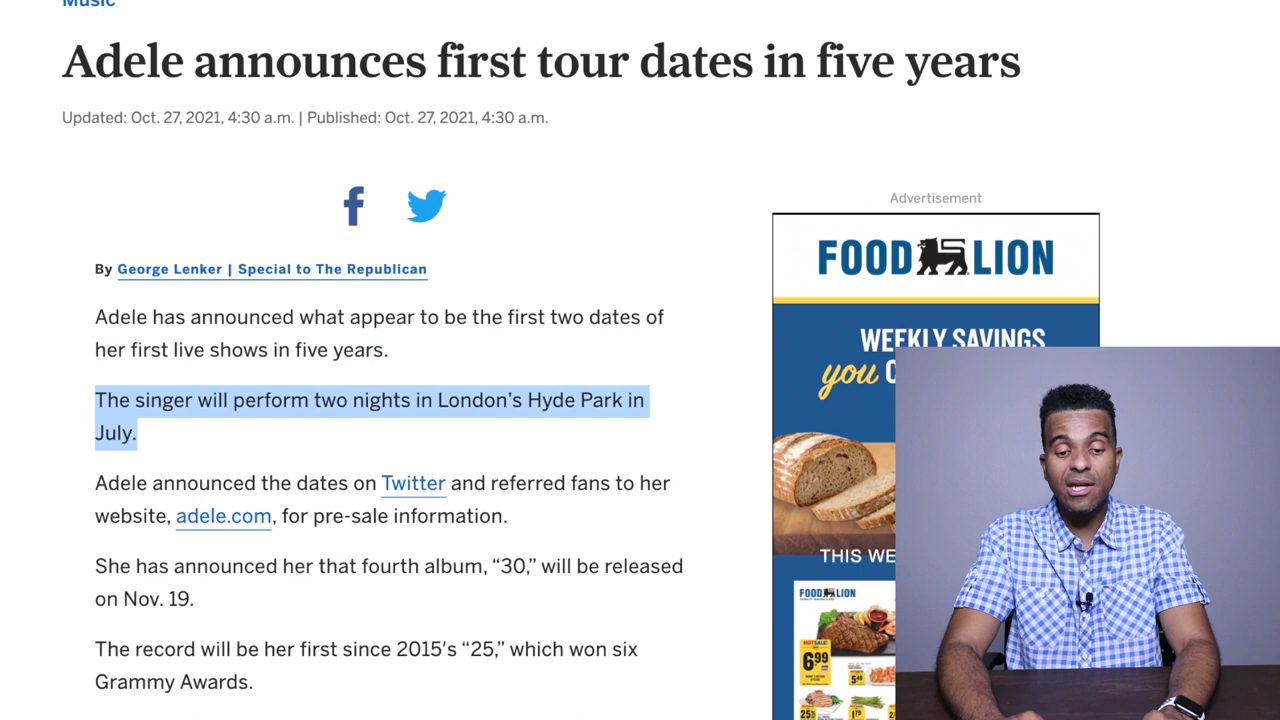 Music
Adele announces first tour dates in five years
Updated: Oct. 27, 2021, 4:30 a.m. | Published: Oct. 27, 2021, 4:30 a.m.
Advertisement
By George Lenker | Special to The Republican
Adele has announced what appear to be the first two dates of
her first live shows in five years.
The singer will perform two nights in London’s Hyde Park in
July.
Adele announced the dates on Twitter and referred fans to her
website, adele.com, for pre-sale information.
She has announced her that fourth album, “30,” will be released
on Nov. 19.
The record will be her first since 2015′s “25,” which won six
Grammy Awards.
FOOD LION
WEEKLY SAVINGS
you
THIS WE
FOOD LION
6.99